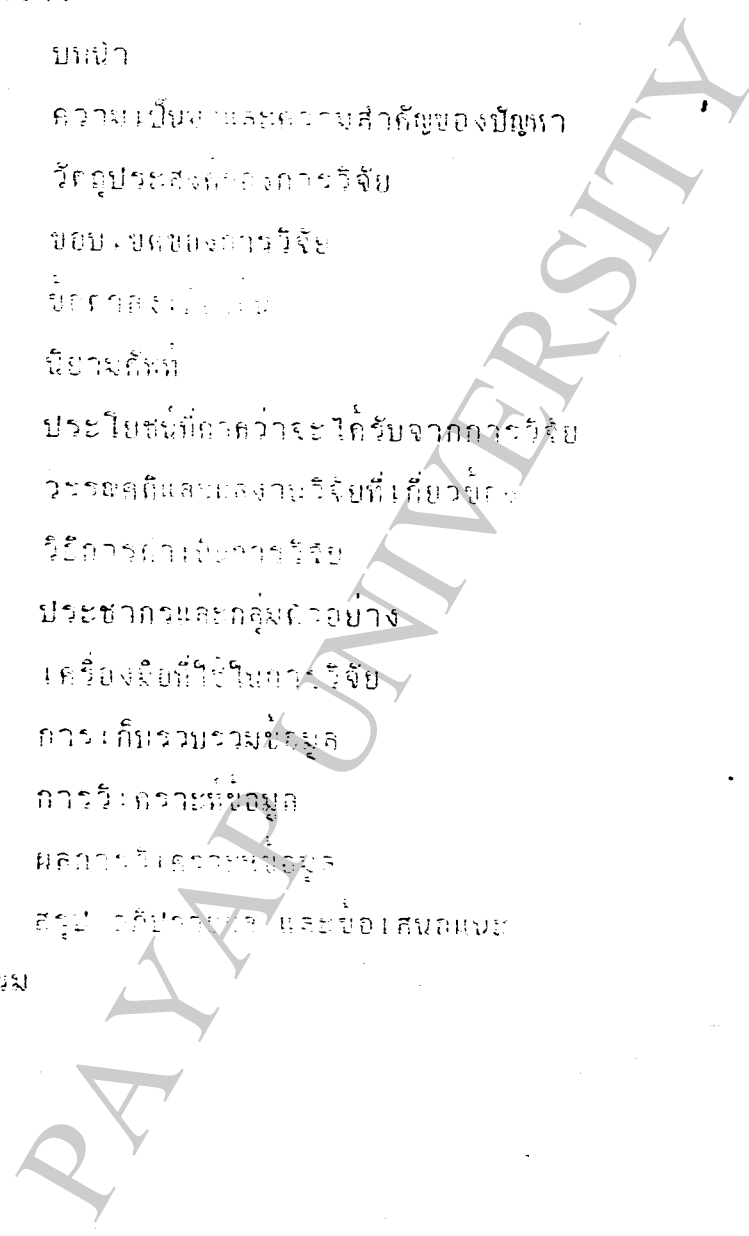 บทนำ
ความเป็นมาและความสำคัญของปัญหา
วัตถุประสงค์ของการวิจัย
ขอบเขตของการวิจัย
ข้อตกลงเบื้องต้น
นิยามศัพท์
ประโยชน์ที่คาดว่าจะได้รับจากการวิจัย
วรรณคดีและผลงานวิจัยที่เกี่ยวข้อง
วิธีการดำเนินการวิจัย
ประชากรและกลุ่มตัวอย่าง
เครื่องมือที่ใช้ในการวิจัย
การเก็บรวบรวมข้อมูล
การวิเคราะห์ข้อมูล
ผลการวิเคราะห์ข้อมูล
สรุป อภิปรายผล และข้อเสนอแนะ
PAYAP UNIVERSITY